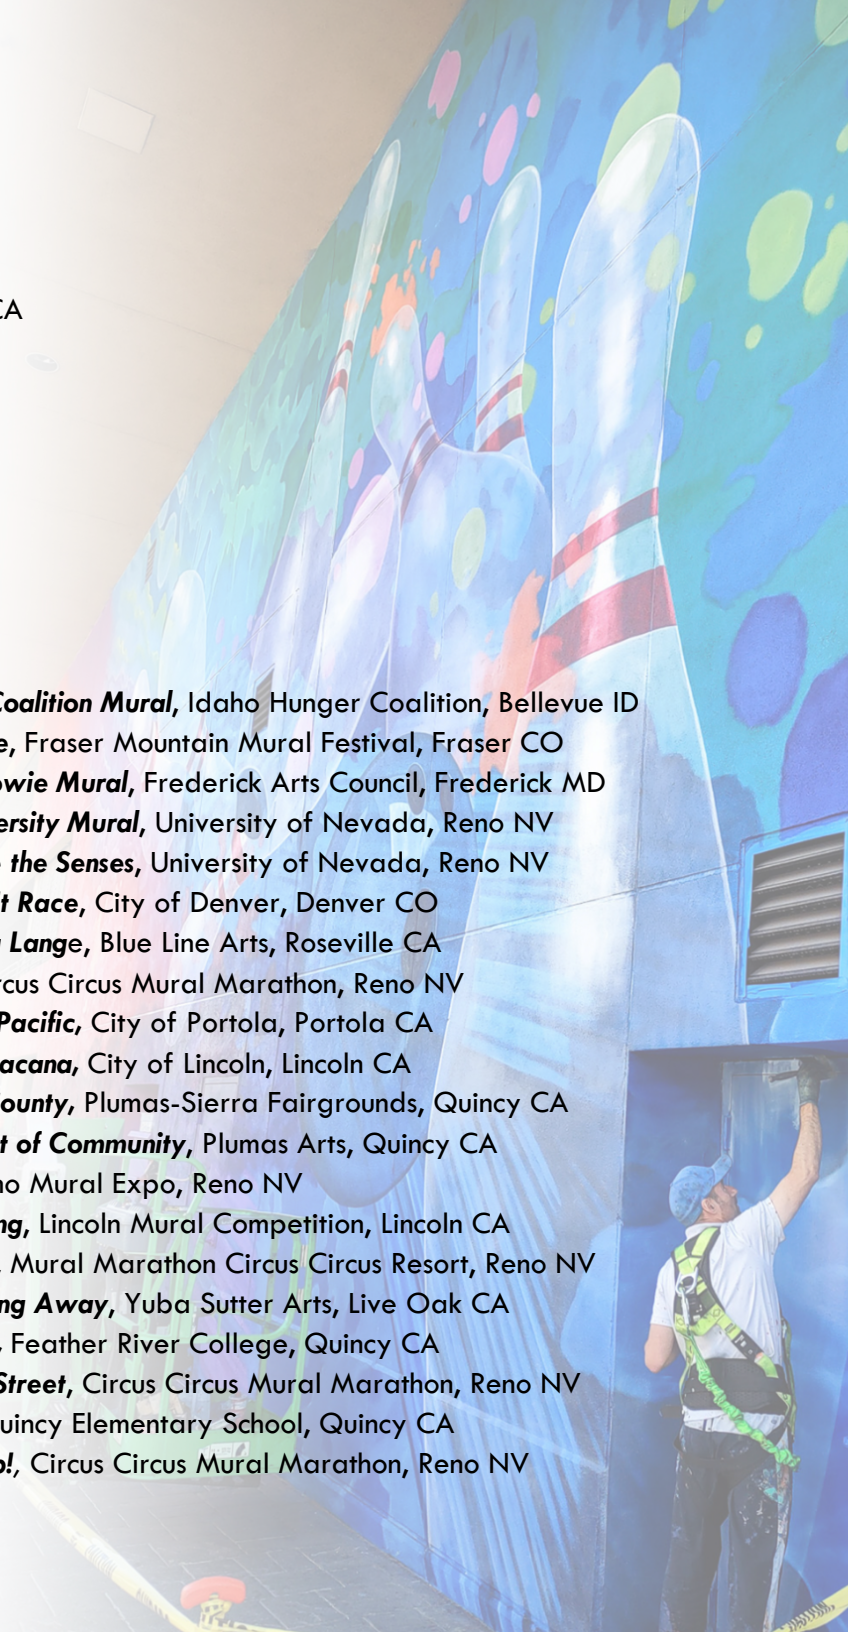 CA
Coalition Mural, Idaho Hunger Coalition, Bellevue ID
e, Fraser Mountain Mural Festival, Fraser CO
owie Mural, Frederick Arts Council, Frederick MD
ersity Mural, University of Nevada, Reno NV
the Senses, University of Nevada, Reno NV
t Race, City of Denver, Denver CO
Lange, Blue Line Arts, Roseville CA
rcus Circus Mural Marathon, Reno NV
Pacific, City of Portola, Portola CA
acana, City of Lincoln, Lincoln CA
ounty, Plumas-Sierra Fairgrounds, Quincy CA
t of Community, Plumas Arts, Quincy CA
no Mural Expo, Reno NV
ng, Lincoln Mural Competition, Lincoln CA
, Mural Marathon Circus Circus Resort, Reno NV
ng Away, Yuba Sutter Arts, Live Oak CA
, Feather River College, Quincy CA
Street, Circus Circus Mural Marathon, Reno NV
uincy Elementary School, Quincy CA
p!, Circus Circus Mural Marathon, Reno NV